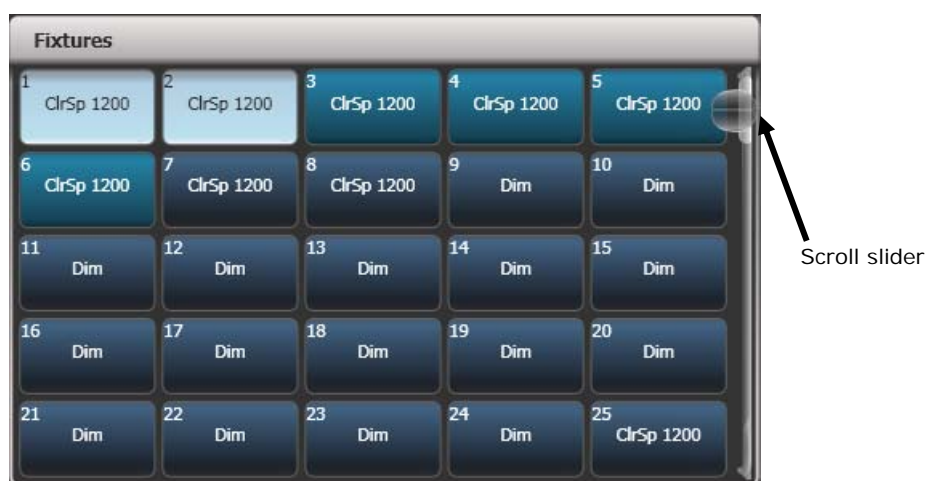 Fixtures
1 ClrSp 1200
2 ClrSp 1200
3 ClrSp 1200
4 ClrSp 1200
5 ClrSp 1200
6 ClrSp 1200
7 ClrSp 1200
8 ClrSp 1200
9 Dim
10 Dim
11 Dim
12 Dim
13 Dim
14 Dim
15 Dim
16 Dim
17 Dim
18 Dim
19 Dim
20 Dim
21 Dim
22 Dim
23 Dim
24 Dim
25 ClrSp 1200
Scroll slider